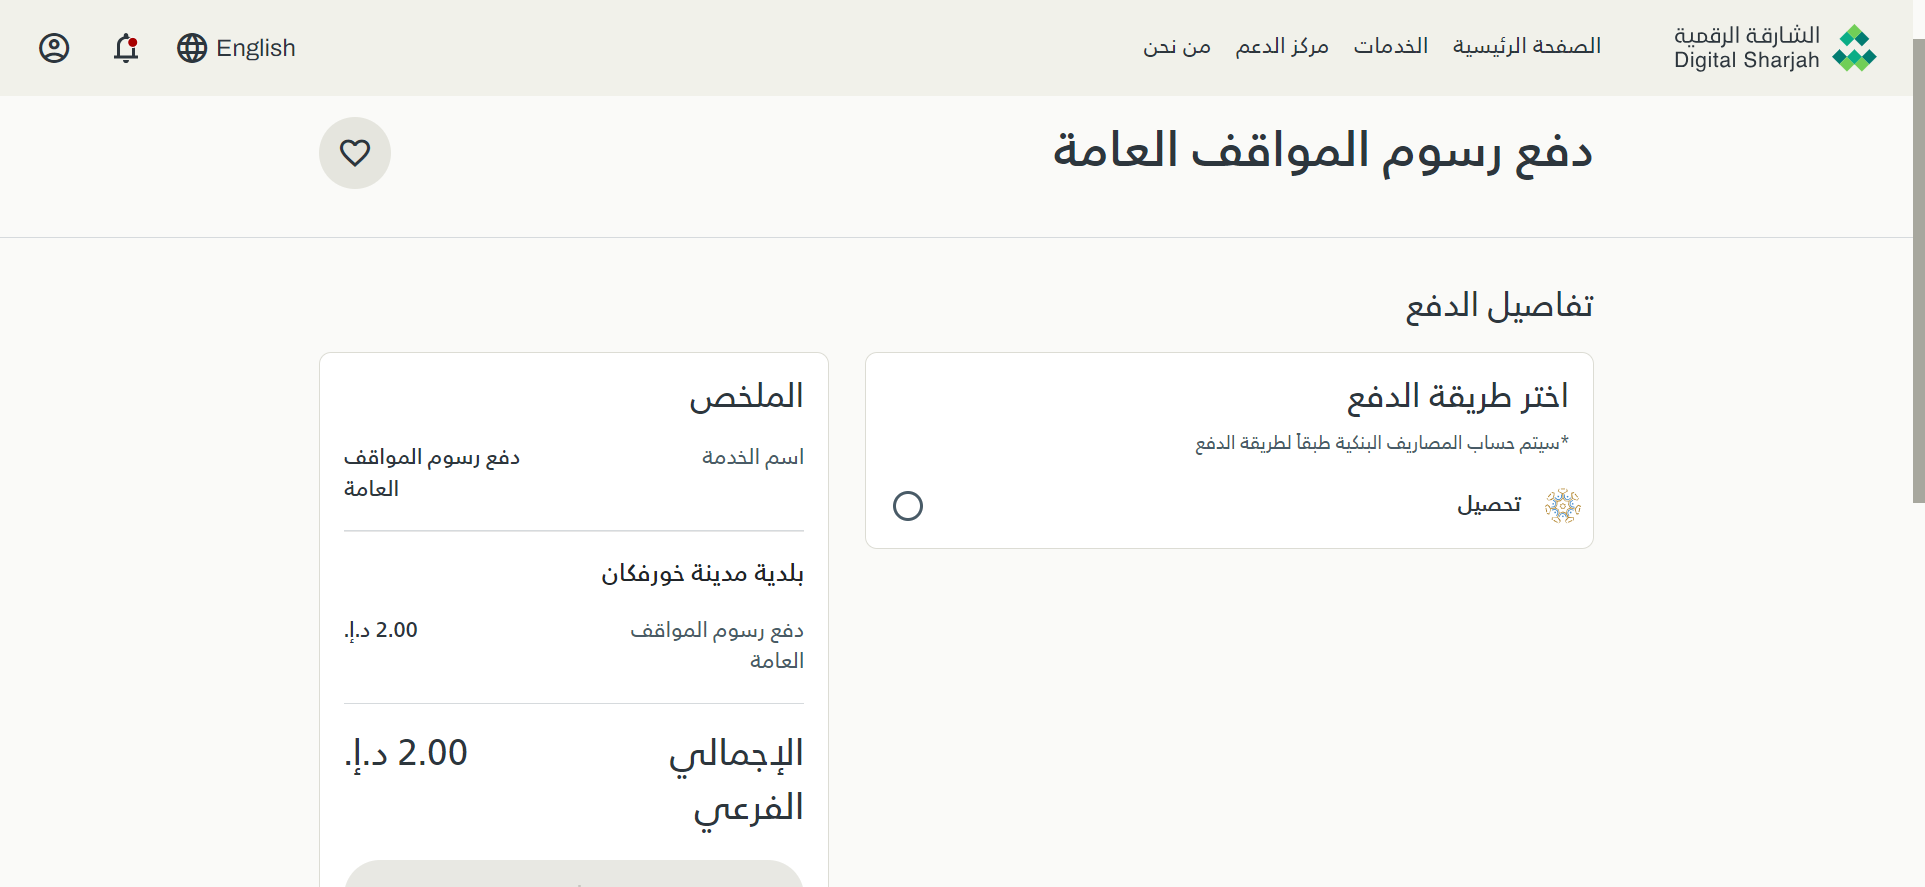 الشارقة الرقمية
Digital Sharjah
الصفحة الرئيسية
الخدمات
مركز الدعم
من نحن
English
دفع رسوم المواقف العامة
تفاصيل الدفع
اختر طريقة الدفع
*سيتم حساب المصاريف البنكية طبقاً لطريقة الدفع
تحصيل
الملخص
اسم الخدمة
دفع رسوم المواقف
العامة
بلدية مدينة خورفكان
دفع رسوم المواقف
العامة
2.00 د.إ.
الإجمالي
الفرعي
2.00 د.إ.